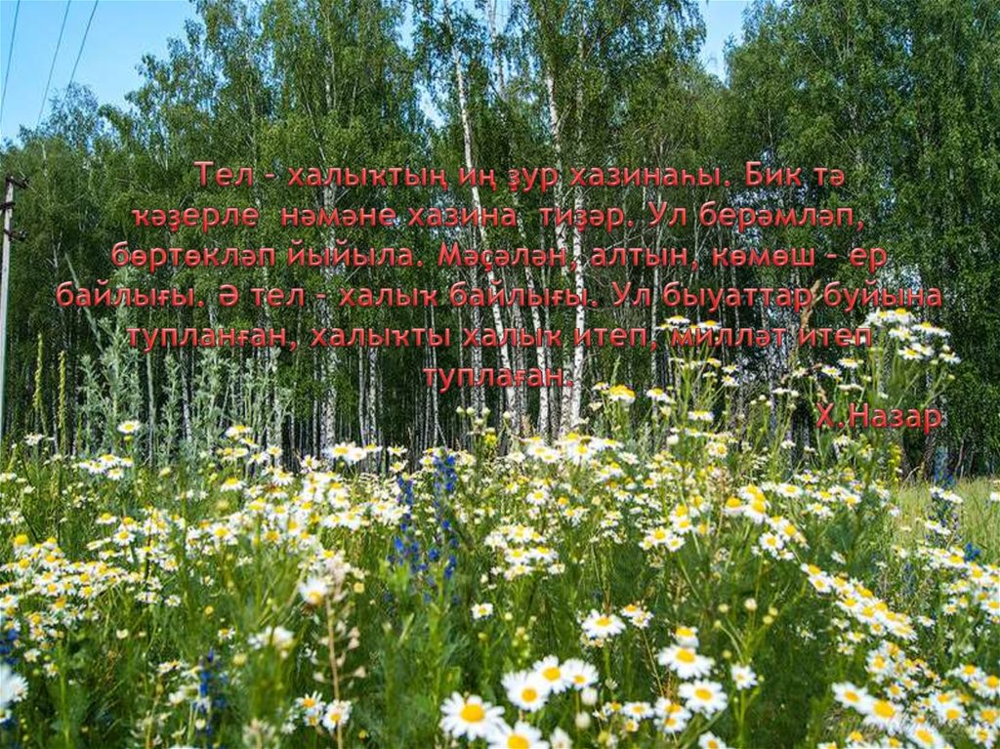 Тел - халыҡтың иң ҙур хазинаһы. Бик тә
ҡәҙерле нәмәне хазина тиҙәр. Ул берәмләп,
бөртөкләп йыйыла. Мәҫәлән, алтын, көмөш - ер
байлығы. Ә тел - халыҡ байлығы. Ул быуаттар буйына
тупланған, халыҡты халыҡ итеп, милләт итеп
туплаған.
Х.Назар